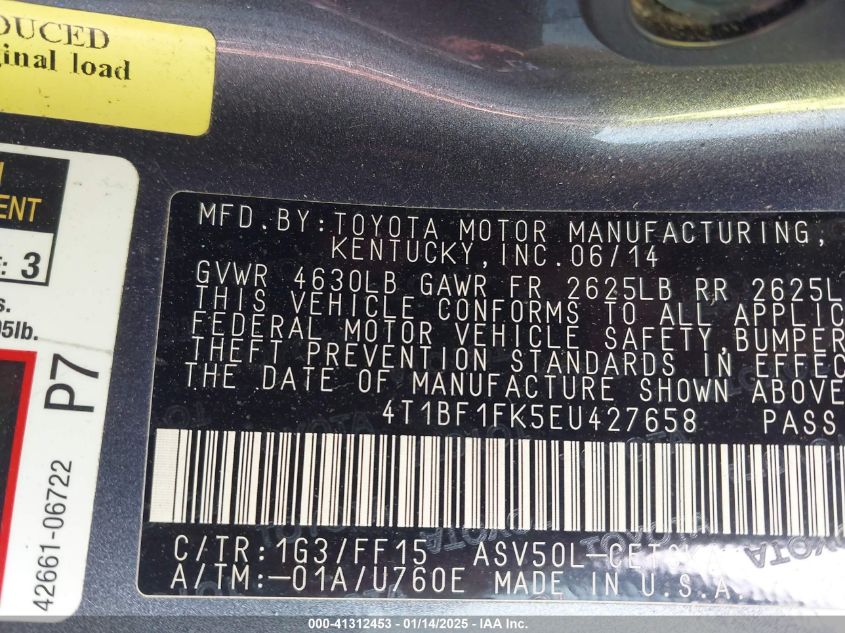 DUCED
ginal load
ENT
: 3
s.
95lb.
P7
42661-06722
MFD.BY:TOYOTA MOTOR MANUFACTURING,
KENTUCKY,INC.06/14
GVWR 4630LB GAWR FR 2625LB RR 2625L
THIS VEHICLE CONFORMS TO ALL APPLIC
FEDERAL MOTOR VEHICLE SAFETY,BUMPER
THEFT PREVENTION STANDARDS IN EFFEC
THE DATE OF MANUFACTURE SHOWN ABOVE
4T1BF1FK5EU427658 PASS
C/TR:1G3/FF15 ASV50L-CET
A/TM:-01A/U760E MADE IN U.S.A.
000-41312453 - 01/14/2025 - IAA Inc.